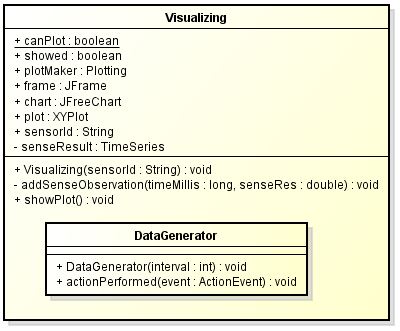 Visualizing
+ canPlot : boolean
+ showed : boolean
+ plotMaker : Plotting
+ frame : JFrame
+ chart : JFreeChart
+ plot : XYPlot
+ sensorId : String
- senseResult : TimeSeries
+ Visualizing(sensorId : String) : void
- addSenseObservation(timeMillis : long, senseRes : double) : void
+ showPlot() : void
DataGenerator
+ DataGenerator(interval : int) : void
+ actionPerformed(event : ActionEvent) : void